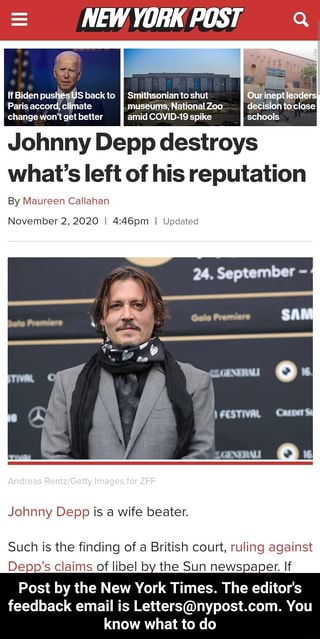 NEW YORK POST
If Biden pushes US back to
Paris accord, climate
change won't get better
Smithsonian to shut
museums, National Zoo
amid COVID-19 spike
Our inept leaders
decision to close
schools
Johnny Depp destroys
what's left of his reputation
By Maureen Callahan
November 2, 2020 | 4:46pm | Updated
24. September –
Gala Premiere
Gala Premiere
SAM
STIVAL
GENERALI
16.
FESTIVAL
CREDIT S
GENERALI
16.
Andreas Rentz/Getty Images for ZFF
Johnny Depp is a wife beater.
Such is the finding of a British court, ruling against
Depp's claims of libel by the Sun newspaper. If
Post by the New York Times. The editor's
feedback email is Letters@nypost.com. You
know what to do